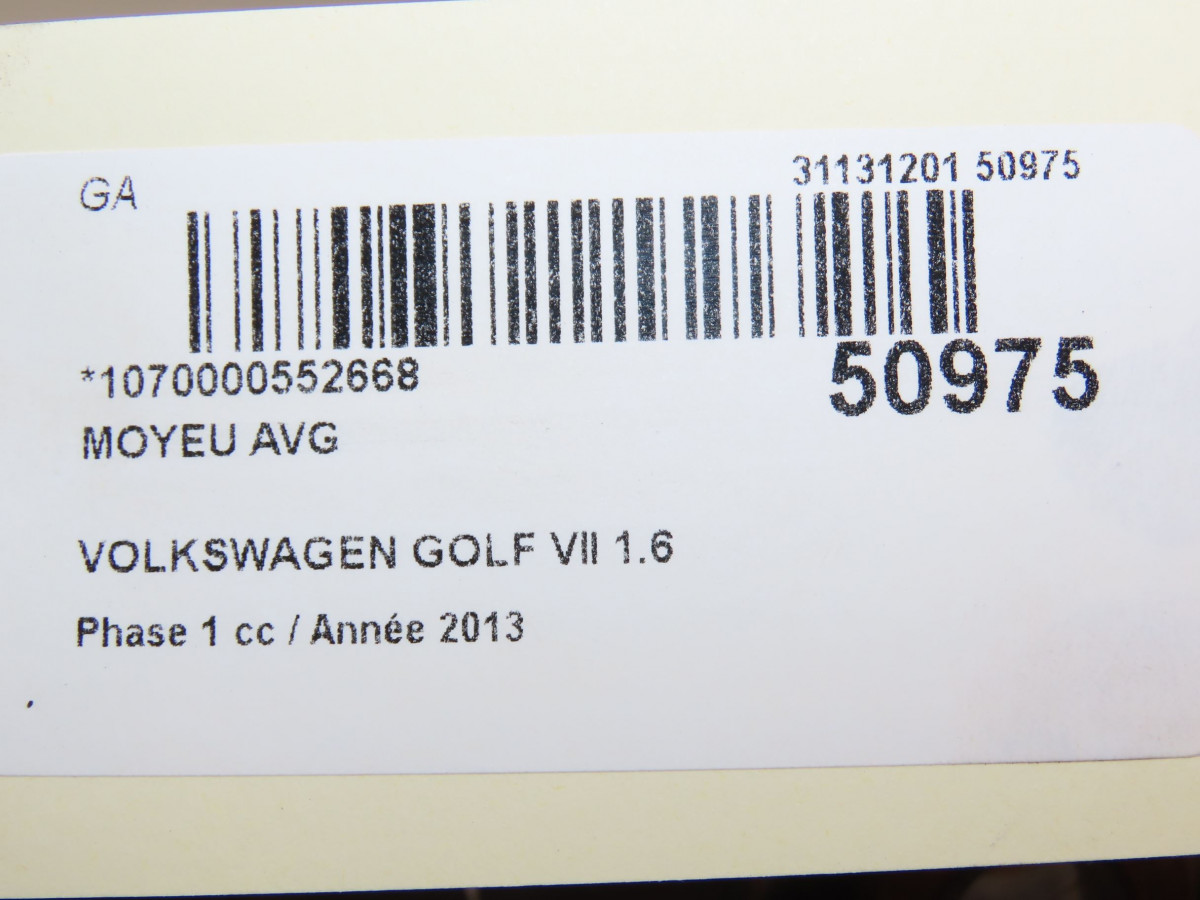 GA
31131201 50975
*1070000552668
50975
MOYEU AVG
VOLKSWAGEN GOLF VII 1.6
Phase 1 cc / Année 2013